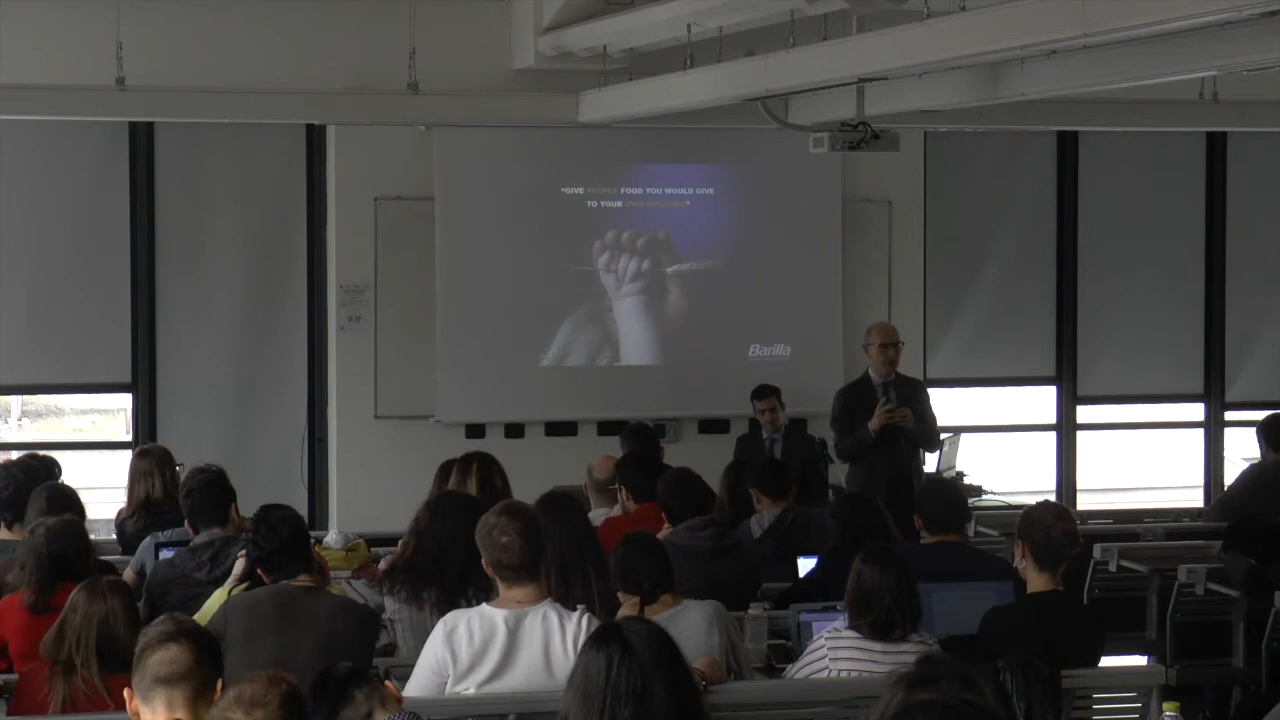 “GIVE PEOPLE FOOD YOU WOULD GIVE
TO YOUR OWN CHILDREN”
Barilla